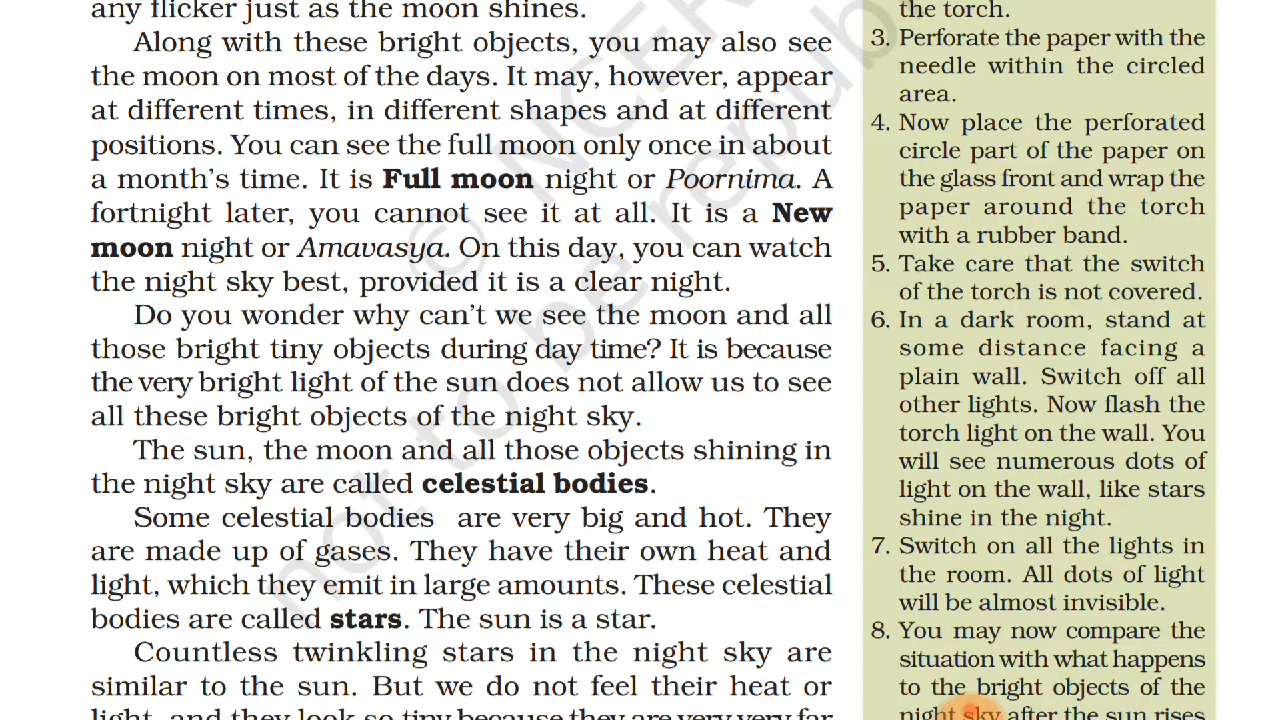 any flicker just as the moon shines.
Along with these bright objects, you may also see
the moon on most of the days. It may, however, appear
at different times, in different shapes and at different
positions. You can see the full moon only once in about
a month's time. It is Full moon night or Poornima. A
fortnight later, you cannot see it at all. It is a New
moon night or Amavasya. On this day, you can watch
the night sky best, provided it is a clear night.
Do you wonder why can't we see the moon and all
those bright tiny objects during day time? It is because
the very bright light of the sun does not allow us to see
all these bright objects of the night sky.
The sun, the moon and all those objects shining in
the night sky are called celestial bodies.
Some celestial bodies are very big and hot. They
are made up of gases. They have their own heat and
light, which they emit in large amounts. These celestial
bodies are called stars. The sun is a star.
Countless twinkling stars in the night sky are
similar to the sun. But we do not feel their heat or
light, and they look so tiny because they are very very far
the torch.
3. Perforate the paper with the
needle within the circled
area.
4. Now place the perforated
circle part of the paper on
the glass front and wrap the
paper around the torch
with a rubber band.
5. Take care that the switch
of the torch is not covered.
6. In a dark room, stand at
some distance facing a
plain wall. Switch off all
other lights. Now flash the
torch light on the wall. You
will see numerous dots of
light on the wall, like stars
shine in the night.
7. Switch on all the lights in
the room. All dots of light
will be almost invisible.
8. You may now compare the
situation with what happens
to the bright objects of the
night sky after the sun rises
© NCER
not to be republ